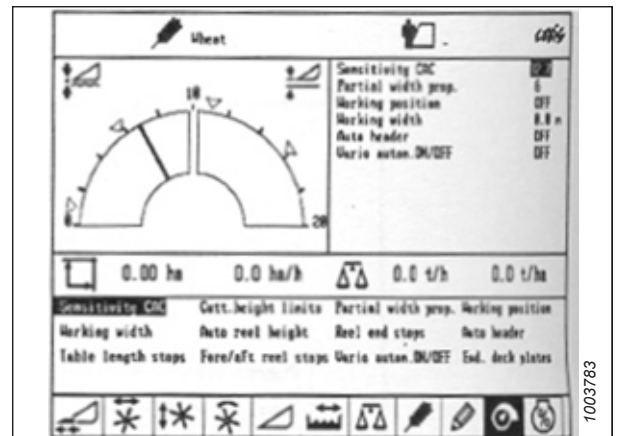 Wheat
cebis
Sensitivity CAC
Partial width prop. 6
Working position OFF
Working width 0.0 m
Auto header OFF
Vario autom.ON/OFF OFF
10
0
20
0.00 ha 0.0 ha/h 0.0 t/h 0.0 t/ha
Sensitivity CAC Cutt.height limits Partial width prop. Working position
Working width Auto reel height Reel end stops Auto header
Table length stops Fore/aft reel stops Vario autom.ON/OFF End. deck plates
1003783